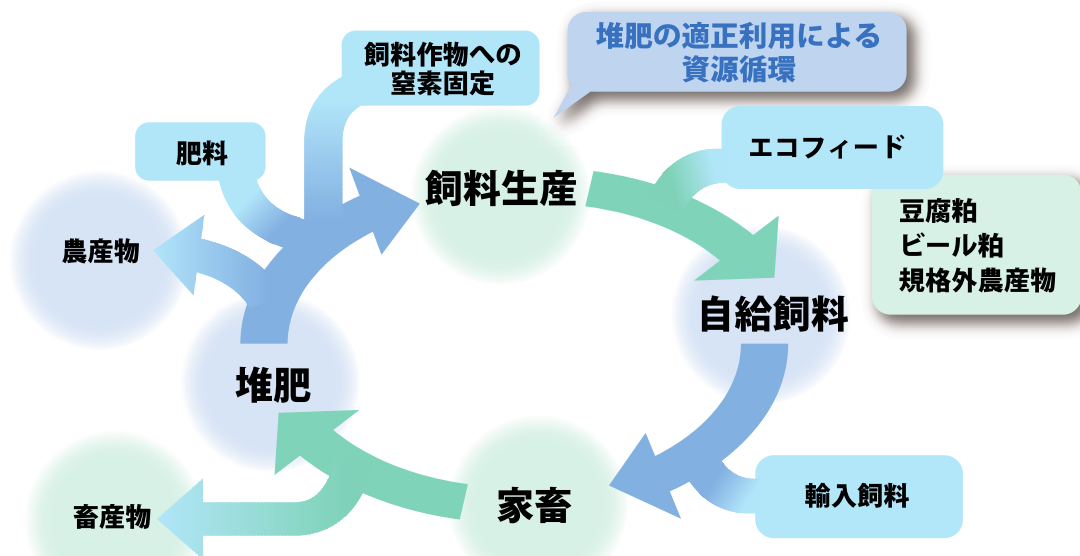 飼料作物への
窒素固定
堆肥の適正利用による
資源循環
肥料
エコフィード
飼料生産
豆腐粕
ビール粕
規格外農産物
農産物
自給飼料
堆肥
家畜
輸入飼料
畜産物